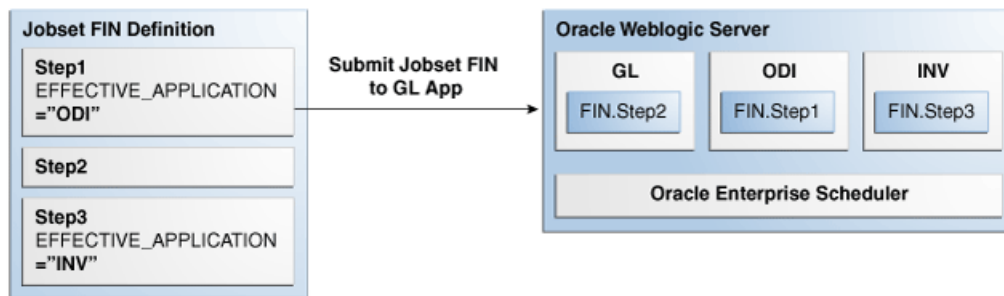 Jobset FIN Definition
Step1
EFFECTIVE_APPLICATION
="ODI"
Step2
Step3
EFFECTIVE_APPLICATION
="INV"
Submit Jobset FIN
to GL App
Oracle Weblogic Server
GL
FIN.Step2
ODI
FIN.Step1
INV
FIN.Step3
Oracle Enterprise Scheduler